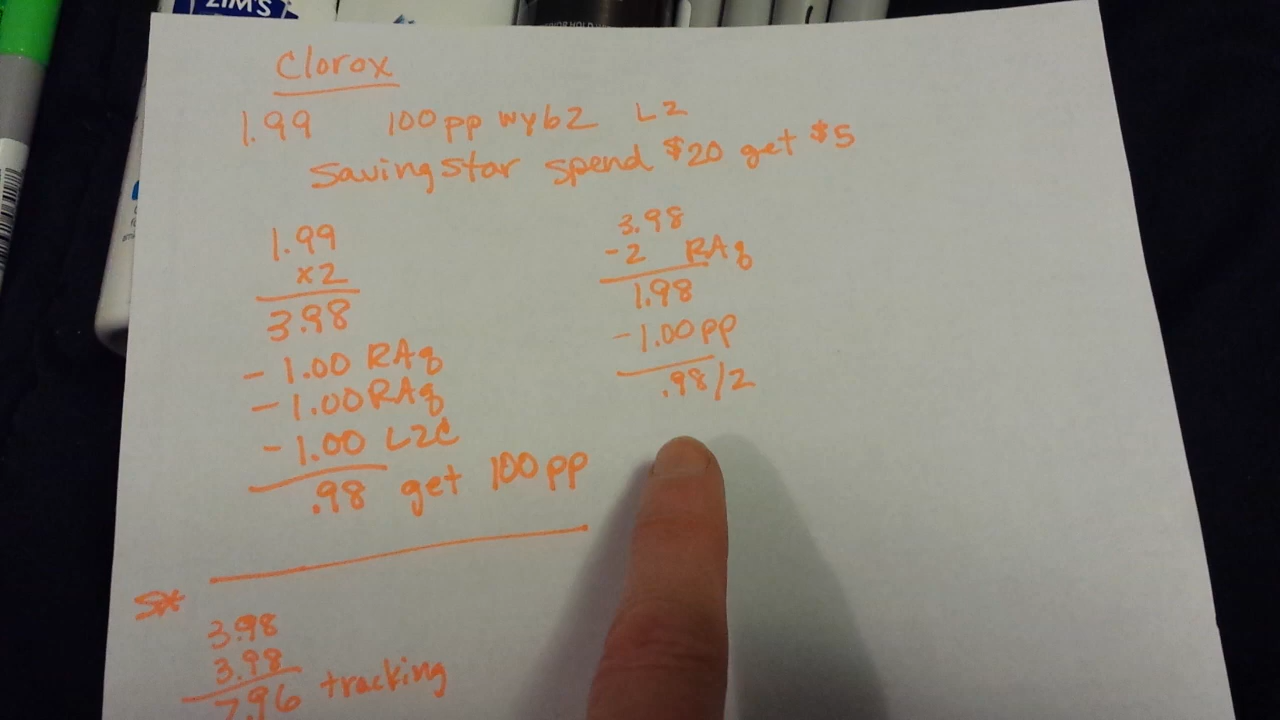 ZIM'S
Clorox
1.99 100pp wyb2 L2
Savingstar spend $20 get $5
1.99
x2
3.98
- 1.00 RAq
- 1.00 RAq
- 1.00 L2C
.98 get 100pp
3.98
-2 RAq
1.98
-1.00pp
.98/2
S*
3.98
3.98
7.96 tracking